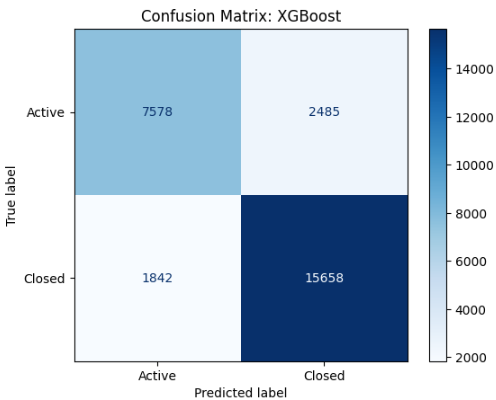 Confusion Matrix: XGBoost
True label
Active
7578
2485
Closed
1842
15658
Active
Closed
Predicted label
14000
12000
10000
8000
6000
4000
2000